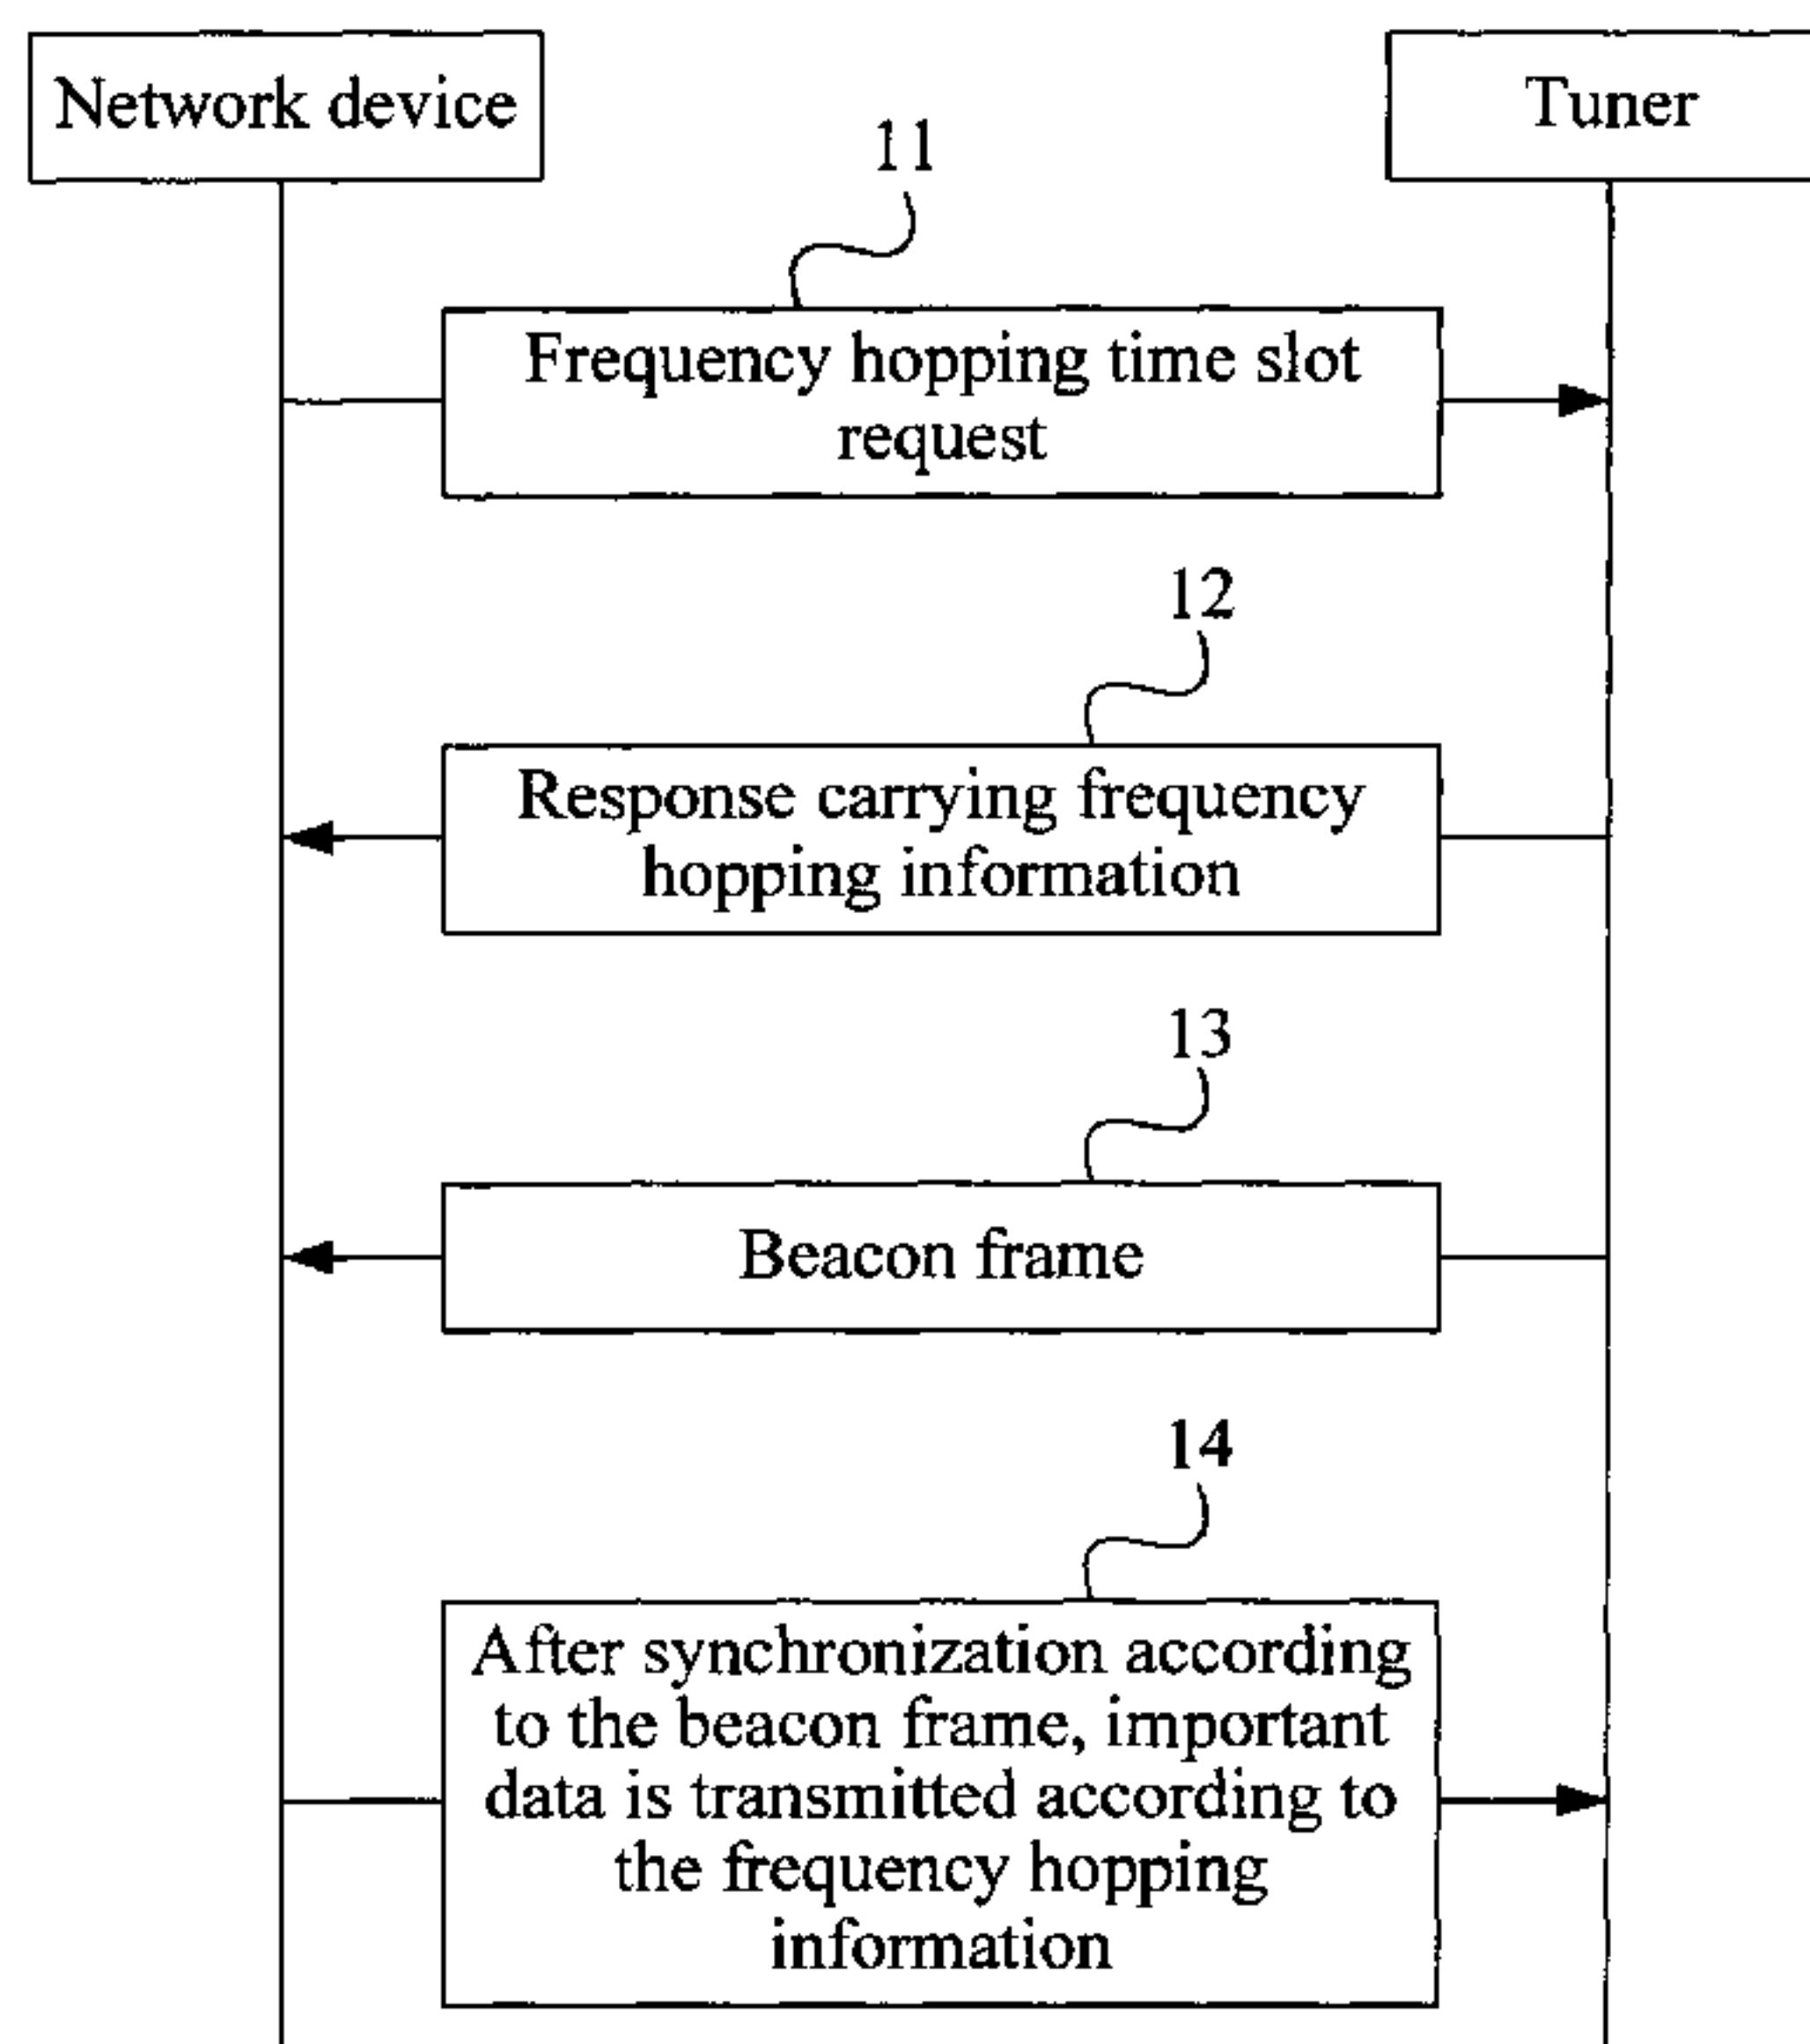 Network device
Tuner
11
Frequency hopping time slot
request
12
Response carrying frequency
hopping information
13
Beacon frame
14
After synchronization according
to the beacon frame, important
data is transmitted according to
the frequency hopping
information